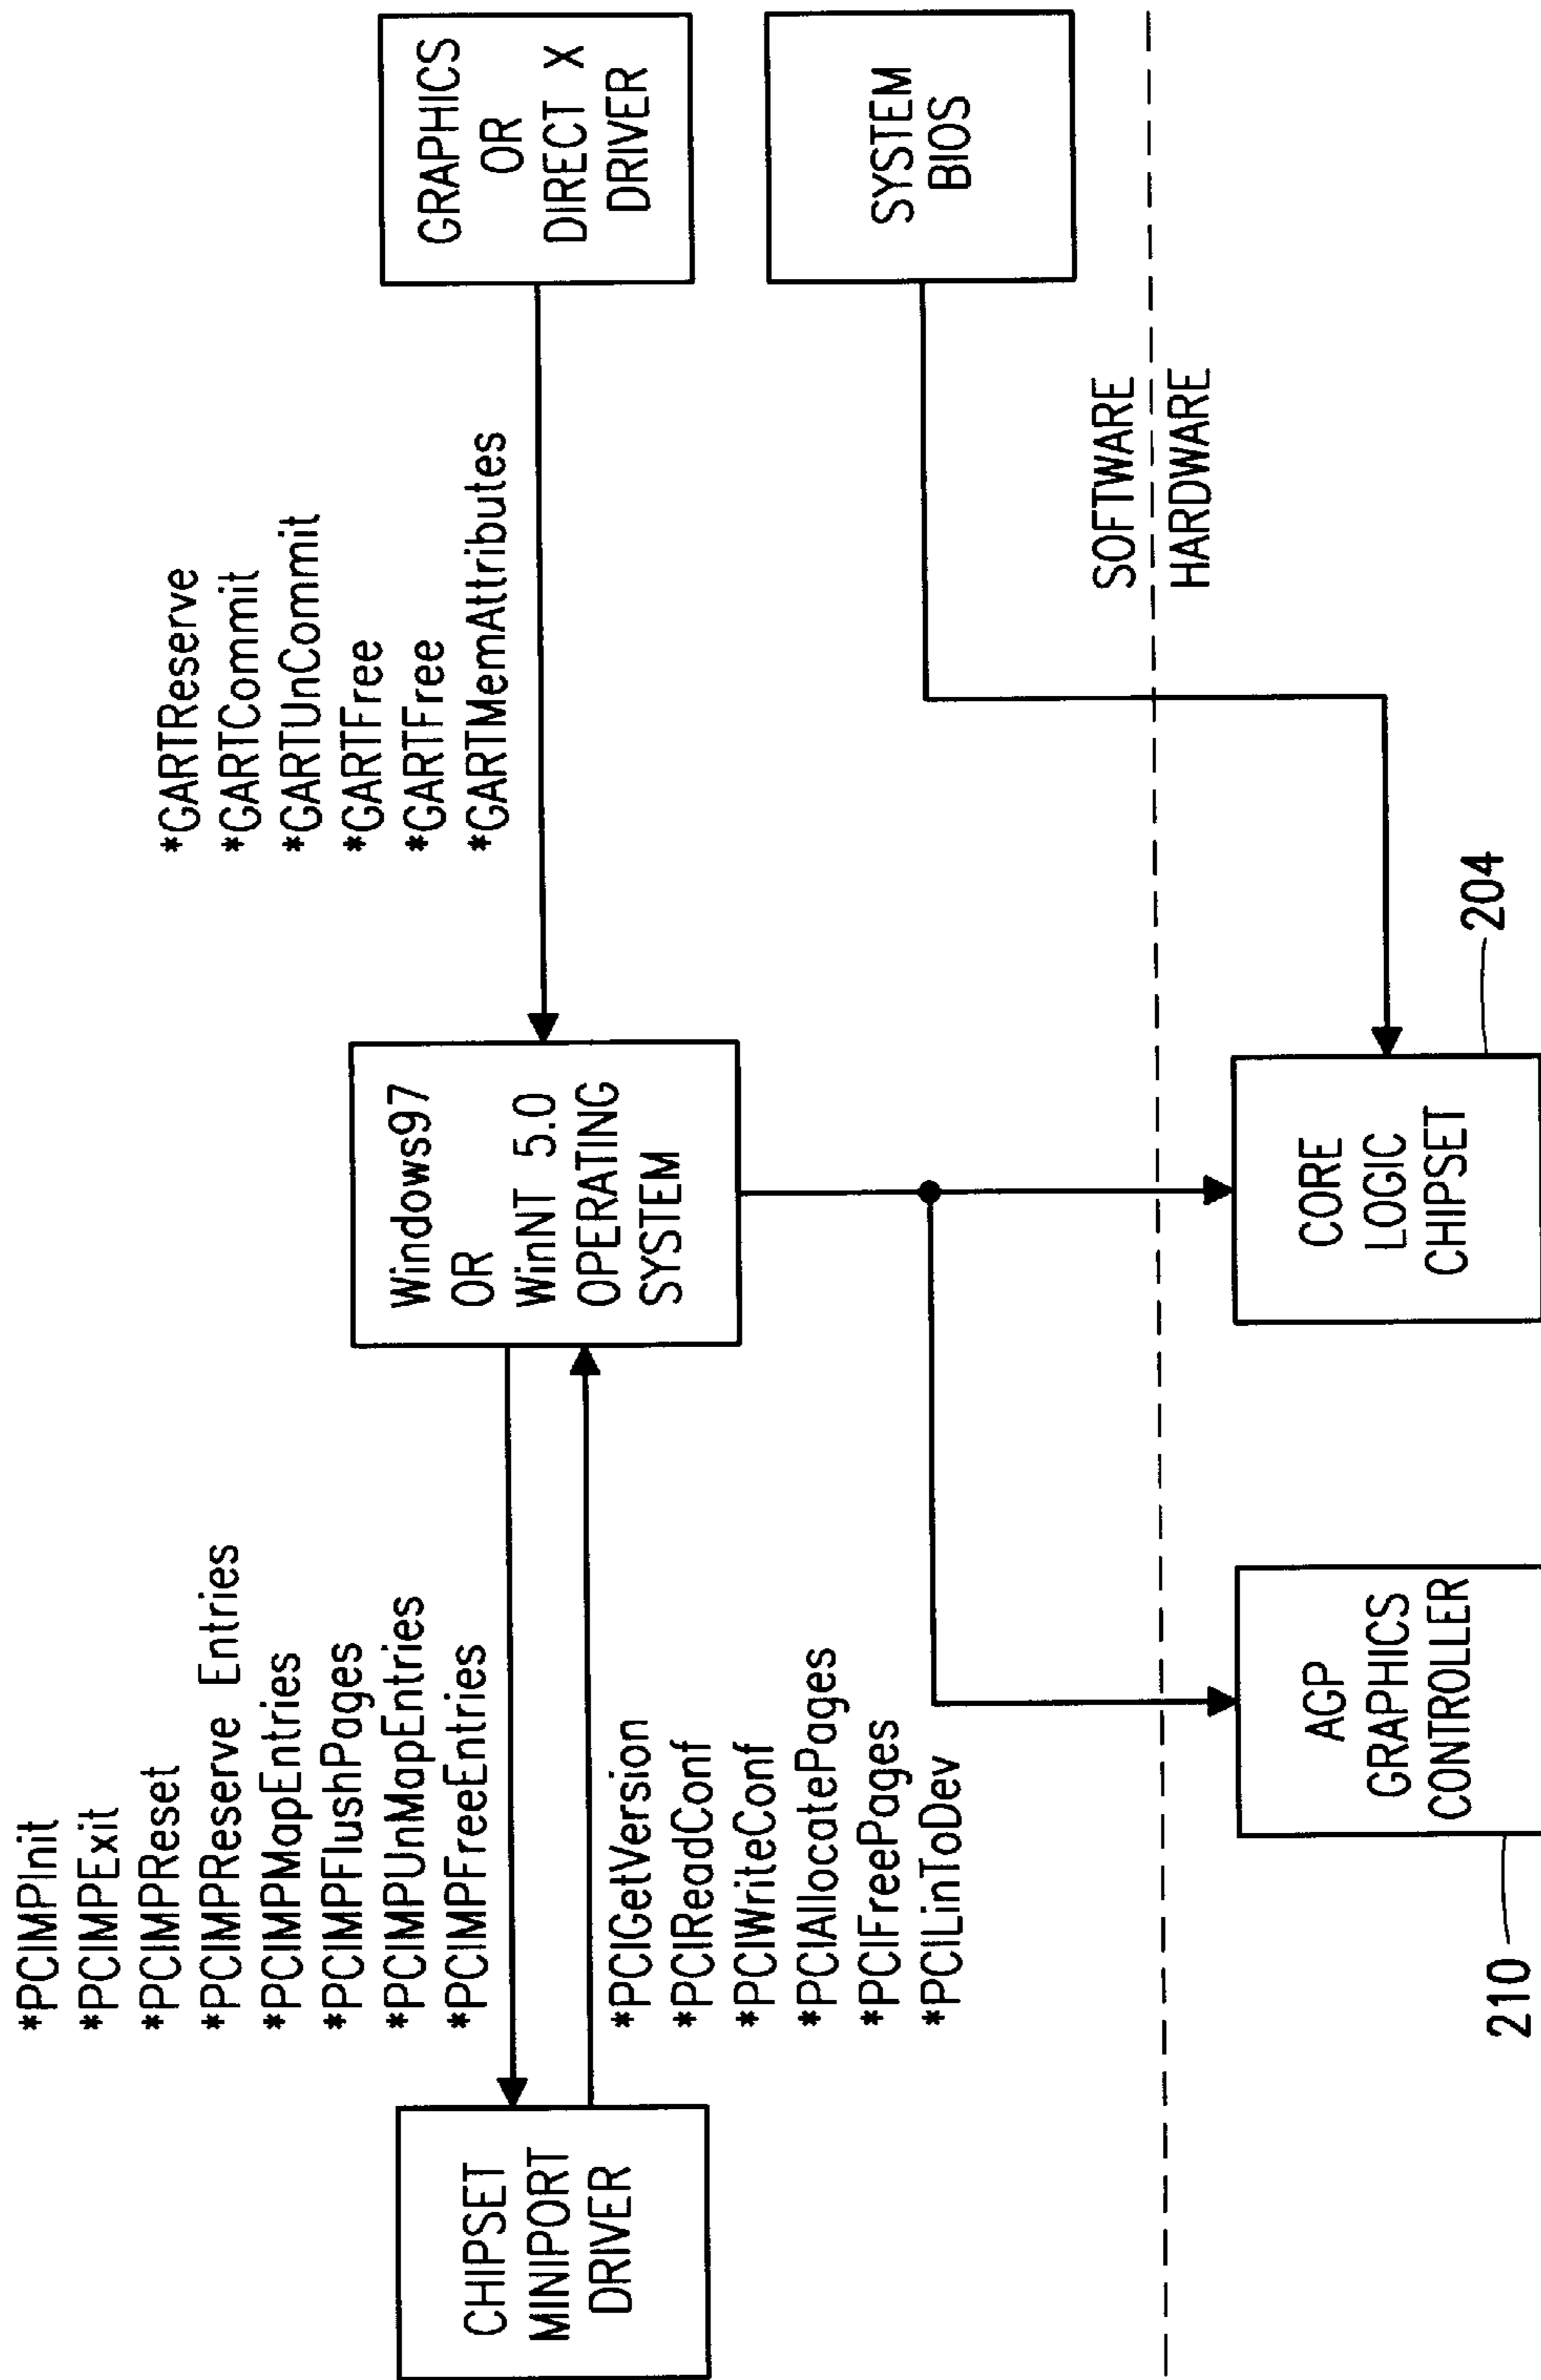 *PCIMPInit
*PCIMPExit
*PCIMPReset
*PCIMPReserve Entries
*PCIMPMapEntries
*PCIMPFlushPages
*PCIMPUnMapEntries
*PCIMPFreeEntries
*GARTReserve
*GARTCommit
*GARTUnCommit
*GARTFree
*GARTFree
*GARTMemAttributes
CHIPSET
MINIPORT
DRIVER
Windows97
OR
WinNT 5.0
OPERATING
SYSTEM
GRAPHICS
OR
DIRECT X
DRIVER
*PCIGetVersion
*PCIReadConf
*PCIWriteConf
*PCIAllocatePages
*PCIFreePages
*PCILinToDev
SYSTEM
BIOS
SOFTWARE
HARDWARE
AGP
GRAPHICS
CONTROLLER
210
CORE
LOGIC
CHIPSET
204